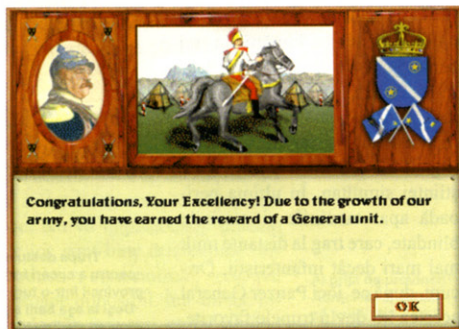 Congratulations, Your Excellency! Due to the growth of our
army, you have earned the reward of a General unit.
OK